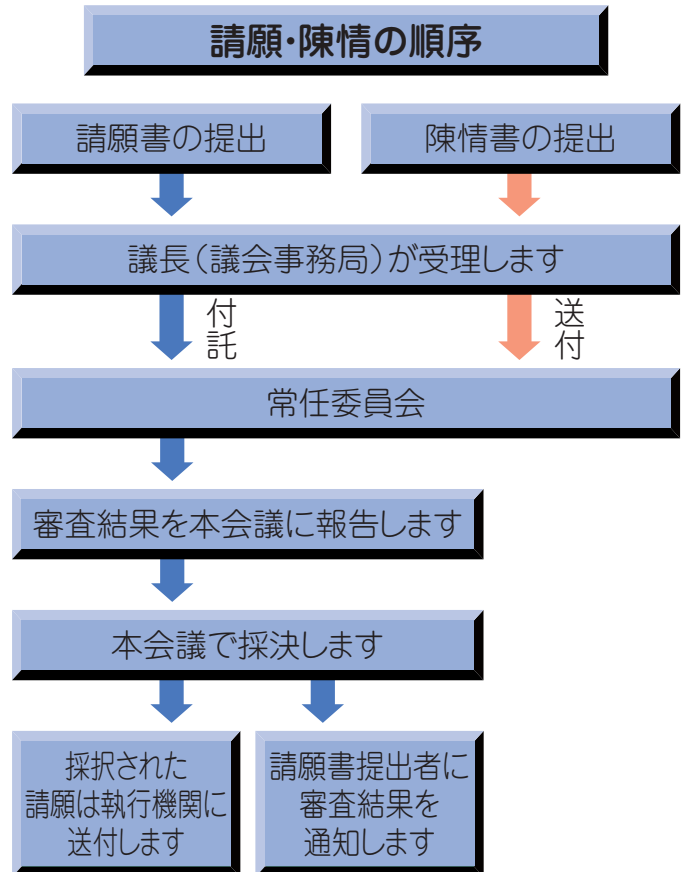 請願・陳情の順序
請願書の提出
陳情書の提出
議長（議会事務局）が受理します
付託
送付
常任委員会
審査結果を本会議に報告します
本会議で採決します
採択された
請願は執行機関に
送付します
請願書提出者に
審査結果を
通知します